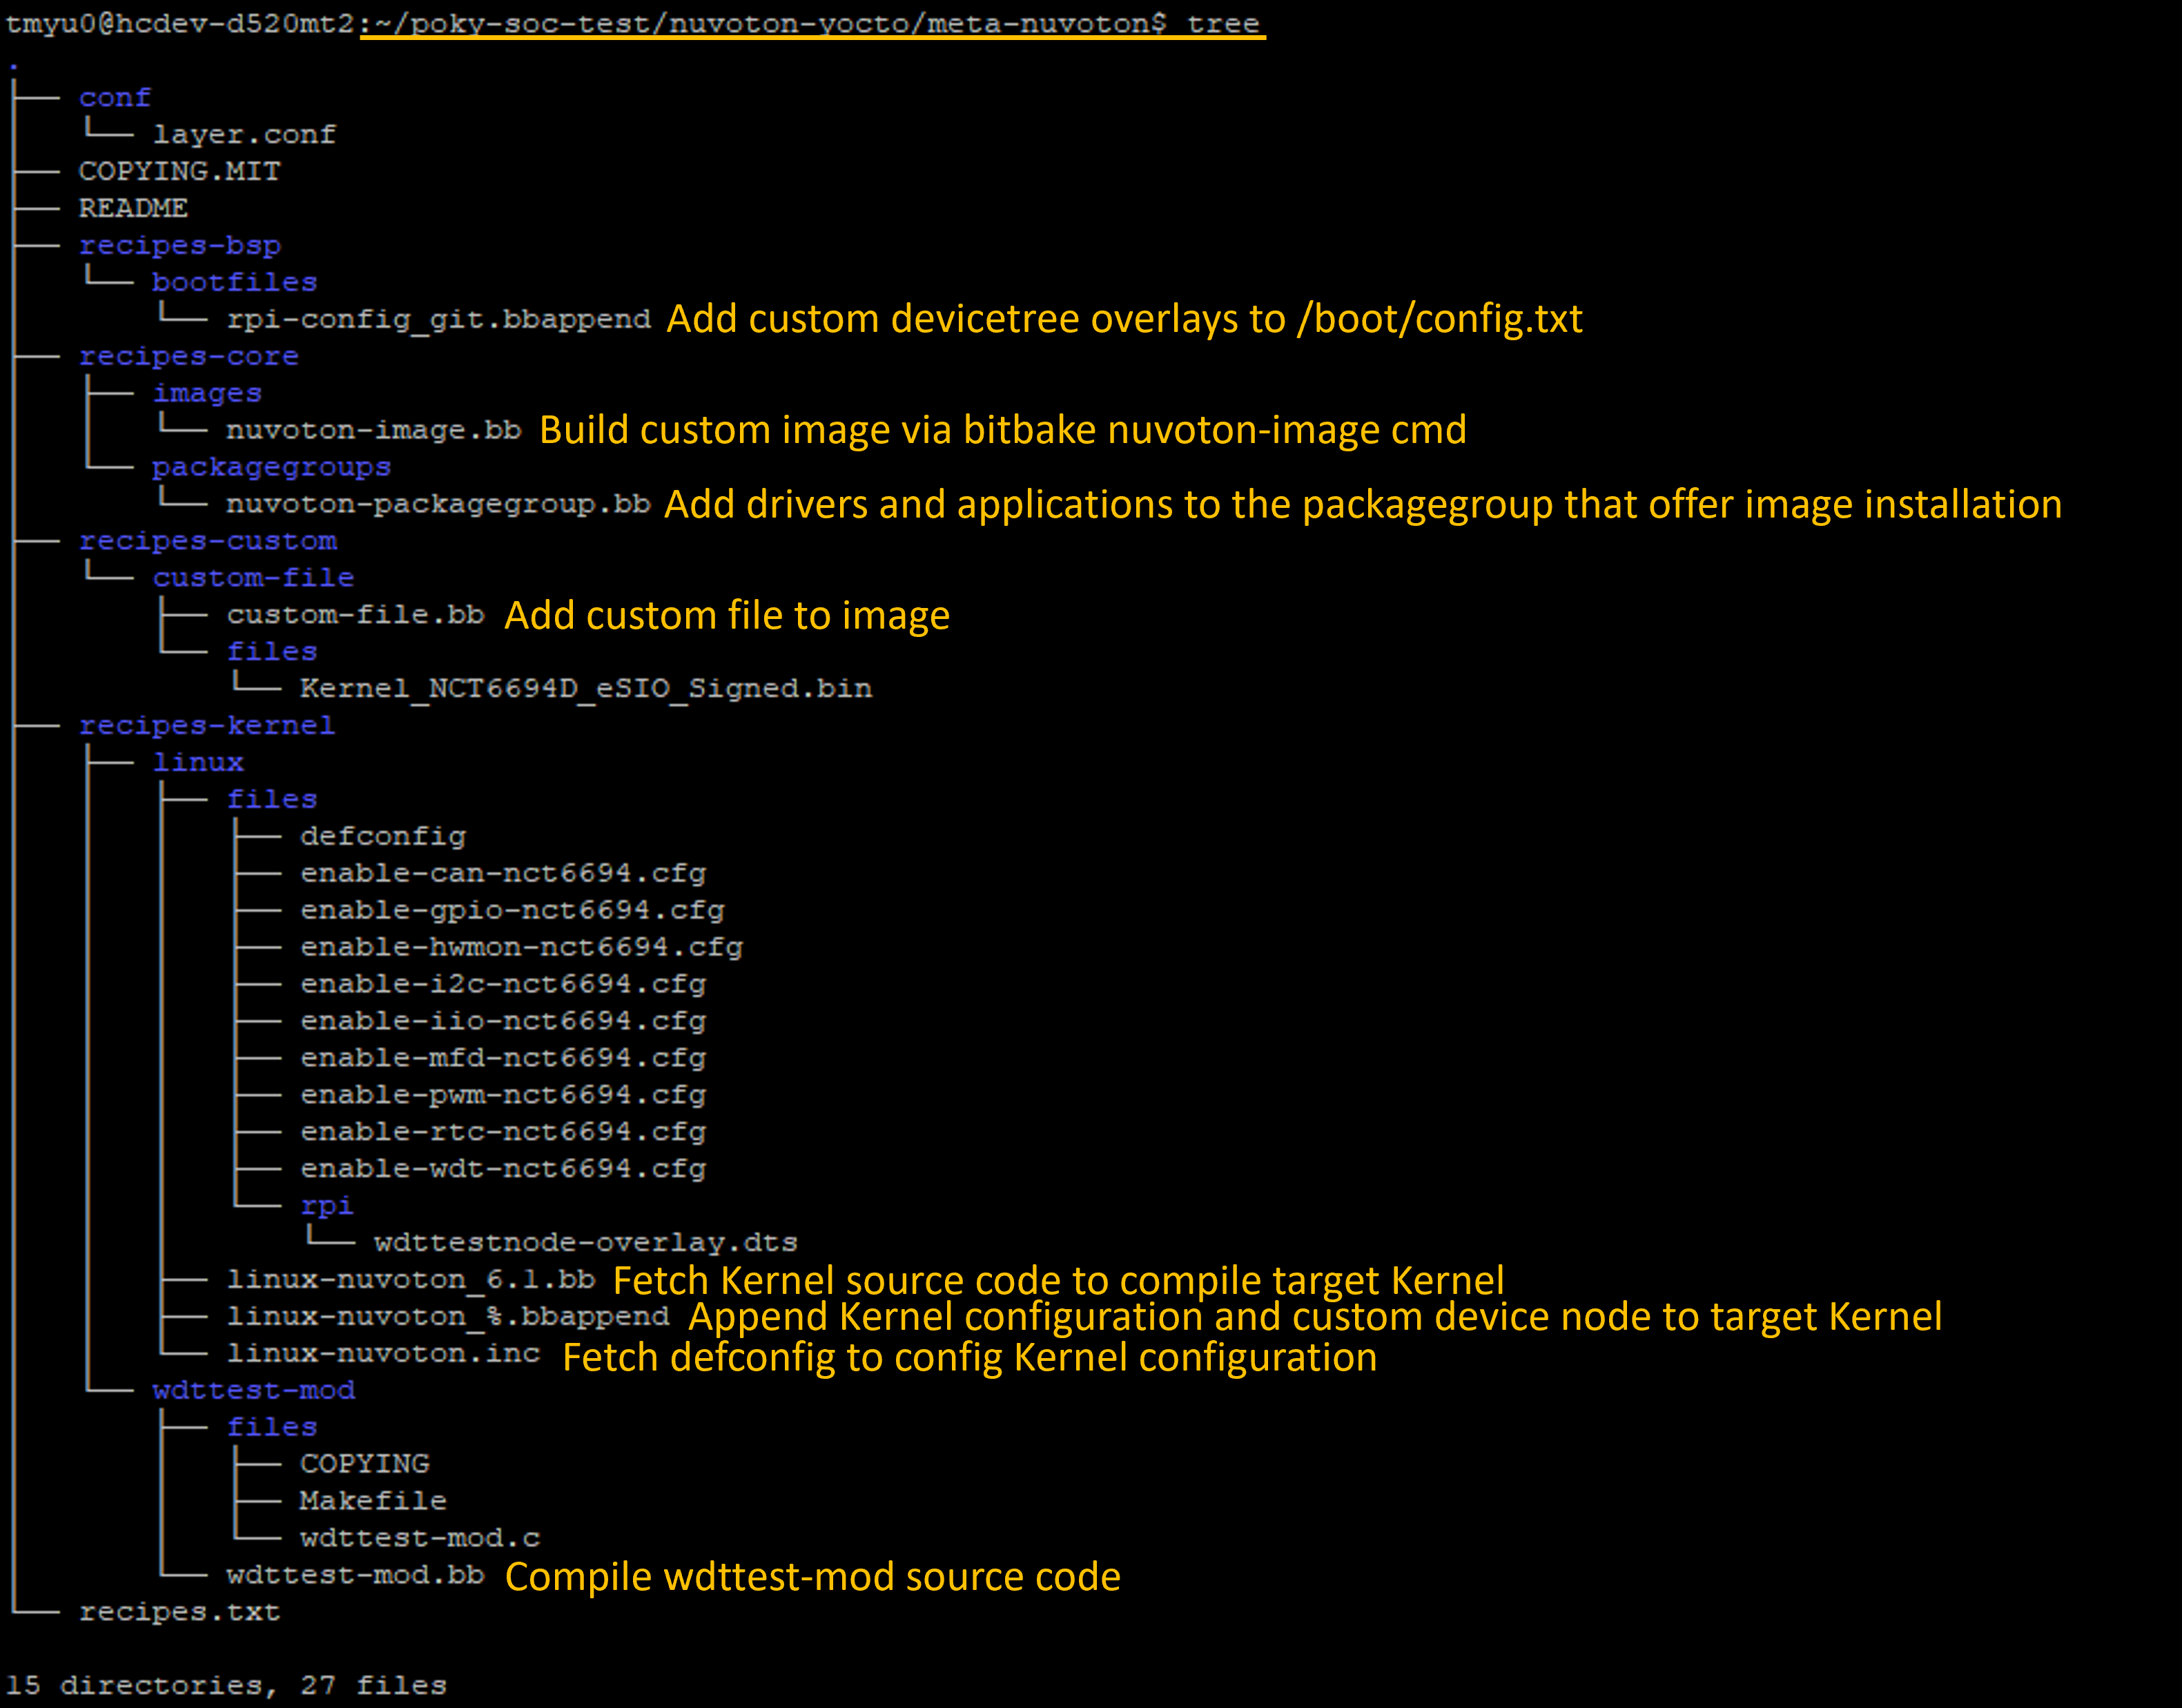 tmyu0@hcdev-d520mt2:~/poky-soc-test/nuvoton-yocto/meta-nuvoton$ tree
.
├── conf
│   └── layer.conf
├── COPYING.MIT
├── README
├── recipes-bsp
│   └── bootfiles
│       └── rpi-config_git.bbappend Add custom devicetree overlays to /boot/config.txt
├── recipes-core
│   ├── images
│   │   └── nuvoton-image.bb Build custom image via bitbake nuvoton-image cmd
│   └── packagegroups
│       └── nuvoton-packagegroup.bb Add drivers and applications to the packagegroup that offer image installation
├── recipes-custom
│   └── custom-file
│       ├── custom-file.bb Add custom file to image
│       └── files
│           └── Kernel_NCT6694D_eSIO_Signed.bin
├── recipes-kernel
│   ├── linux
│   │   ├── files
│   │   │   ├── defconfig
│   │   │   ├── enable-can-nct6694.cfg
│   │   │   ├── enable-gpio-nct6694.cfg
│   │   │   ├── enable-hwmon-nct6694.cfg
│   │   │   ├── enable-i2c-nct6694.cfg
│   │   │   ├── enable-iio-nct6694.cfg
│   │   │   ├── enable-mfd-nct6694.cfg
│   │   │   ├── enable-pwm-nct6694.cfg
│   │   │   ├── enable-rtc-nct6694.cfg
│   │   │   ├── enable-wdt-nct6694.cfg
│   │   │   └── rpi
│   │   │       └── wdttestnode-overlay.dts
│   │   ├── linux-nuvoton_6.1.bb Fetch Kernel source code to compile target Kernel
│   │   ├── linux-nuvoton_%.bbappend Append Kernel configuration and custom device node to target Kernel
│   │   └── linux-nuvoton.inc Fetch defconfig to config Kernel configuration
│   └── wdttest-mod
│       ├── files
│       │   ├── COPYING
│       │   ├── Makefile
│       │   └── wdttest-mod.c
│       └── wdttest-mod.bb Compile wdttest-mod source code
└── recipes.txt
15 directories, 27 files